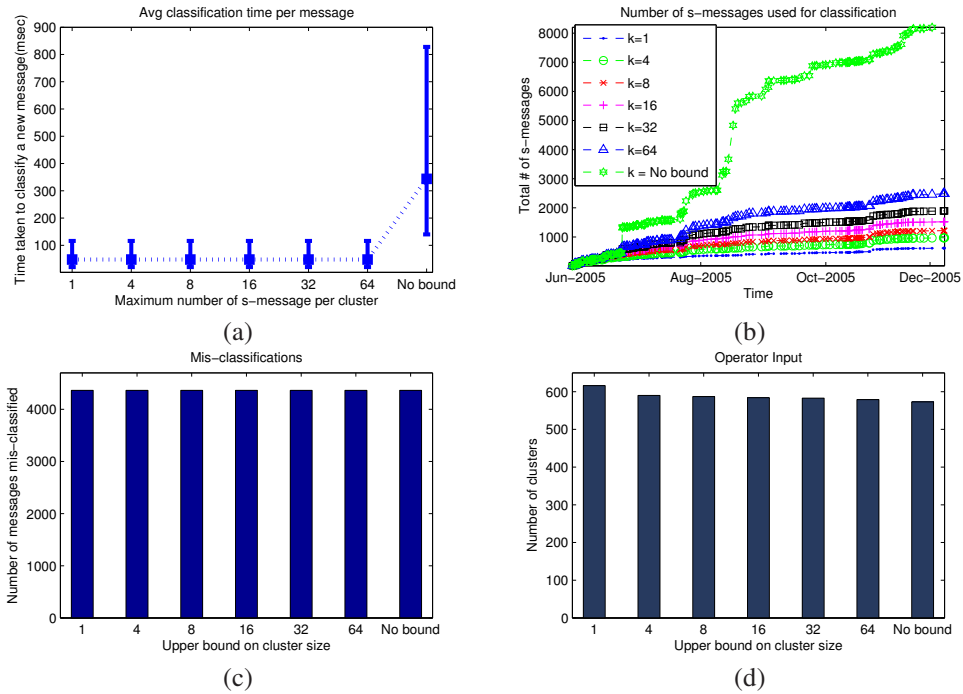 Avg classification time per message
Time taken to classify a new message(msec)
900
800
700
600
500
400
300
200
100
1 4 8 16 32 64 No bound
Maximum number of s−message per cluster
(a)
Number of s−messages used for classification
Total # of s−messages
8000
7000
6000
5000
4000
3000
2000
1000
k=1
k=4
k=8
k=16
k=32
k=64
k = No bound
Jun−2005 Aug−2005 Oct−2005 Dec−2005
Time
(b)
Mis−classifications
Number of messages mis−classified
4000
3000
2000
1000
0
1 4 8 16 32 64 No bound
Upper bound on cluster size
(c)
Operator Input
Number of clusters
600
500
400
300
200
100
0
1 4 8 16 32 64 No bound
Upper bound on cluster size
(d)